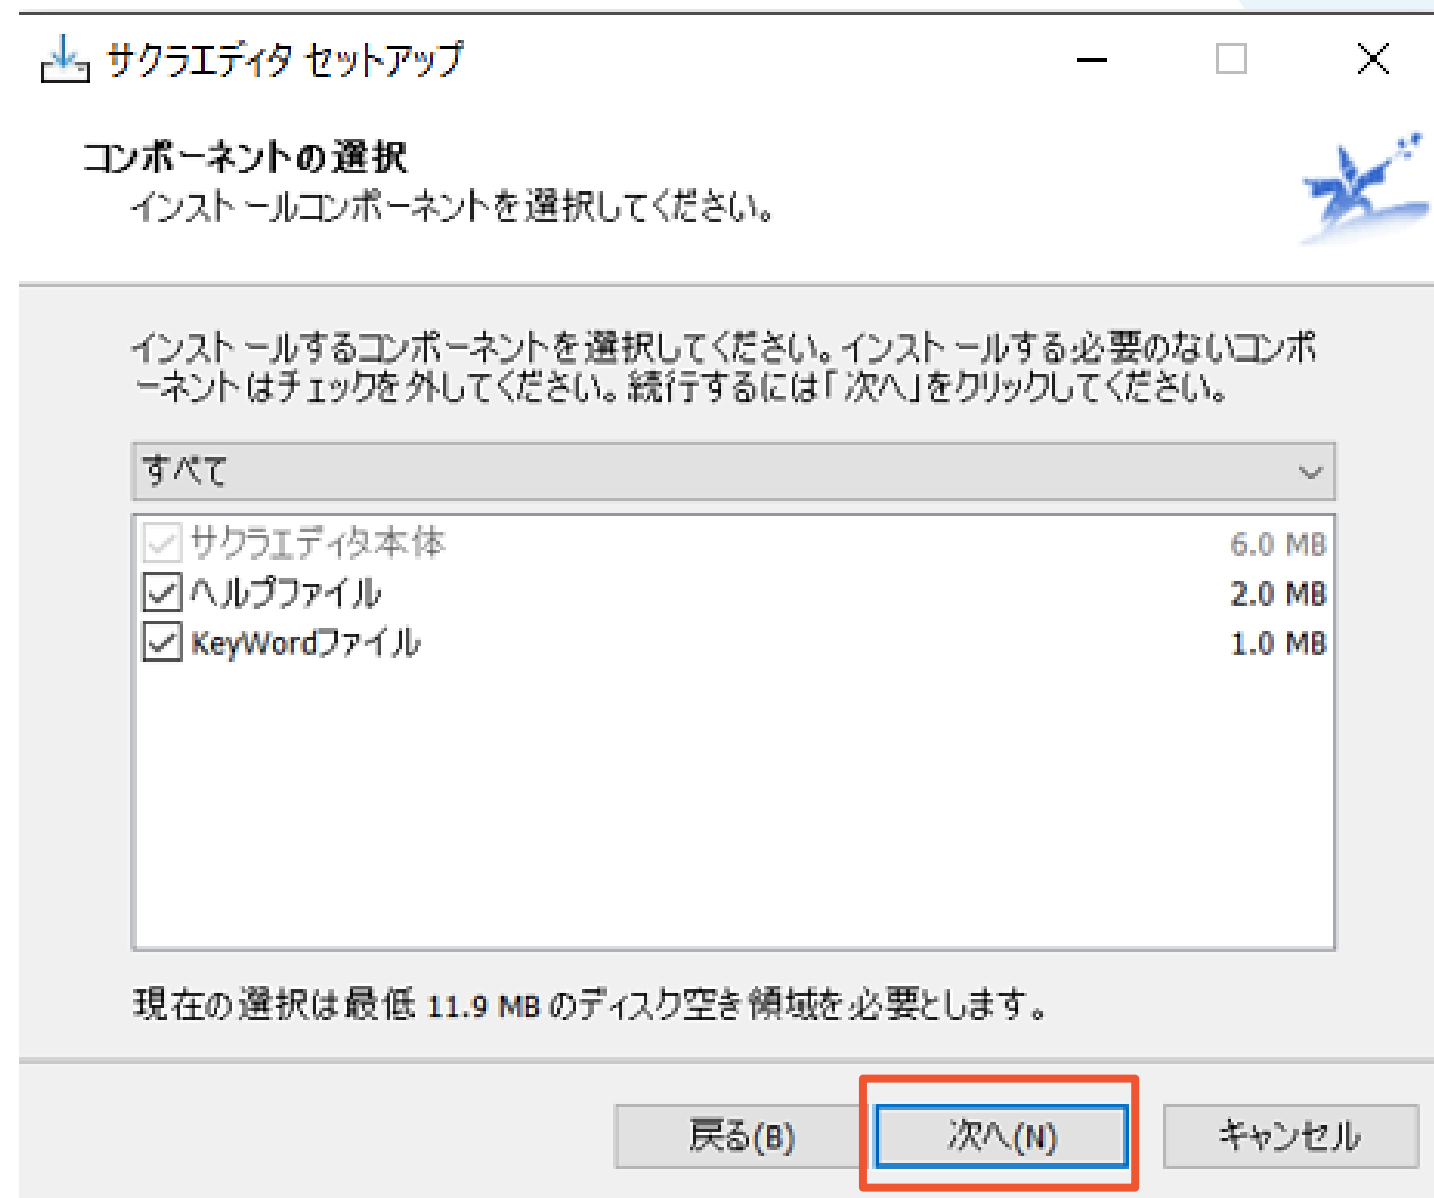 サクラエディタ セットアップ
コンポーネントの選択
インストールコンポーネントを選択してください。
インストールするコンポーネントを選択してください。インストールする必要のないコンポ
ーネントはチェックを外してください。続行するには「次へ」をクリックしてください。
すべて
サクラエディタ本体 6.0 MB
ヘルプファイル 2.0 MB
KeyWordファイル 1.0 MB
現在の選択は最低 11.9 MB のディスク空き領域を必要とします。
戻る(B) 次へ(N) キャンセル